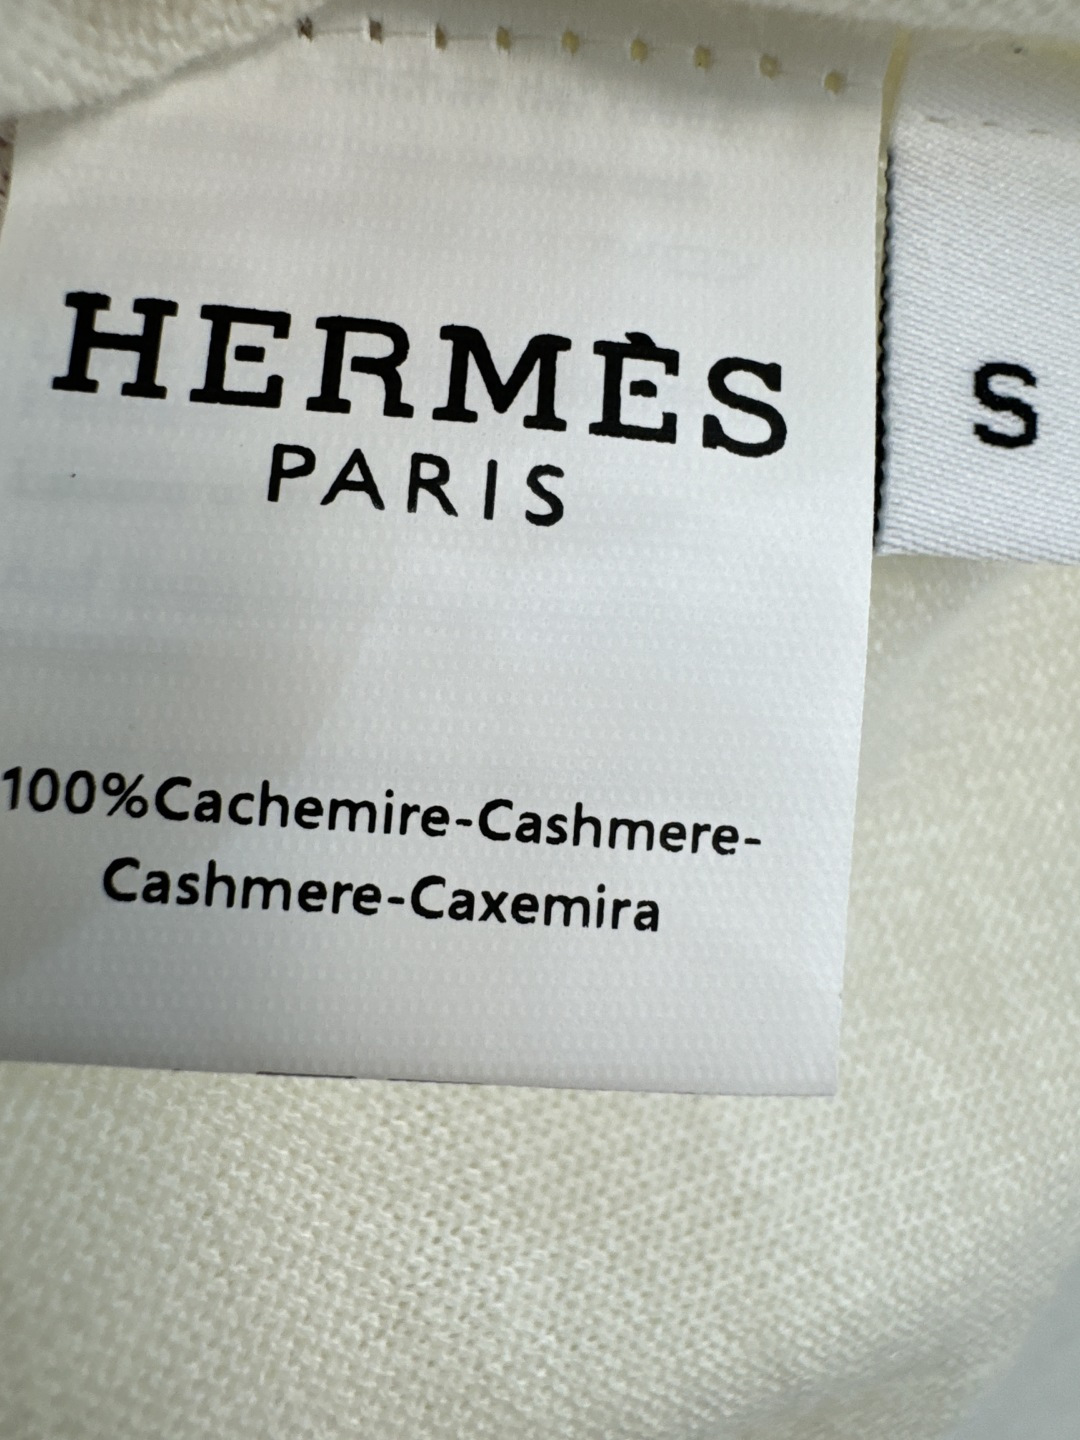 HERMÈS
PARIS
S
100%Cachemire-Cashmere-
Cashmere-Caxemira